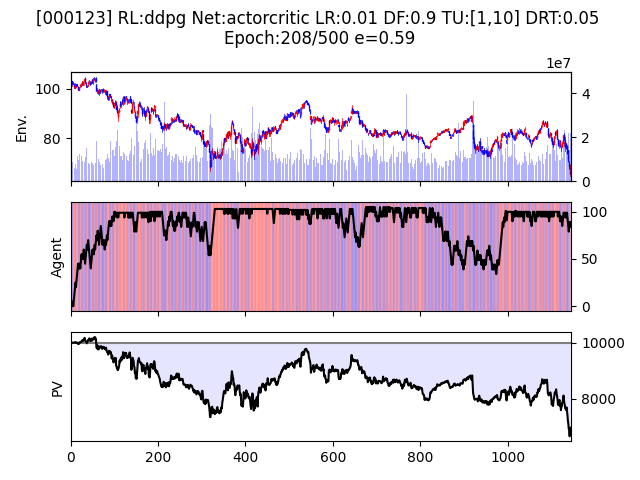 [000123] RL:ddpg Net:actorcritic LR:0.01 DF:0.9 TU:[1,10] DRT:0.05
Epoch:208/500 e=0.59
1e7
Env.
100
80
4
2
0
Agent
100
50
0
PV
10000
8000
0
200
400
600
800
1000